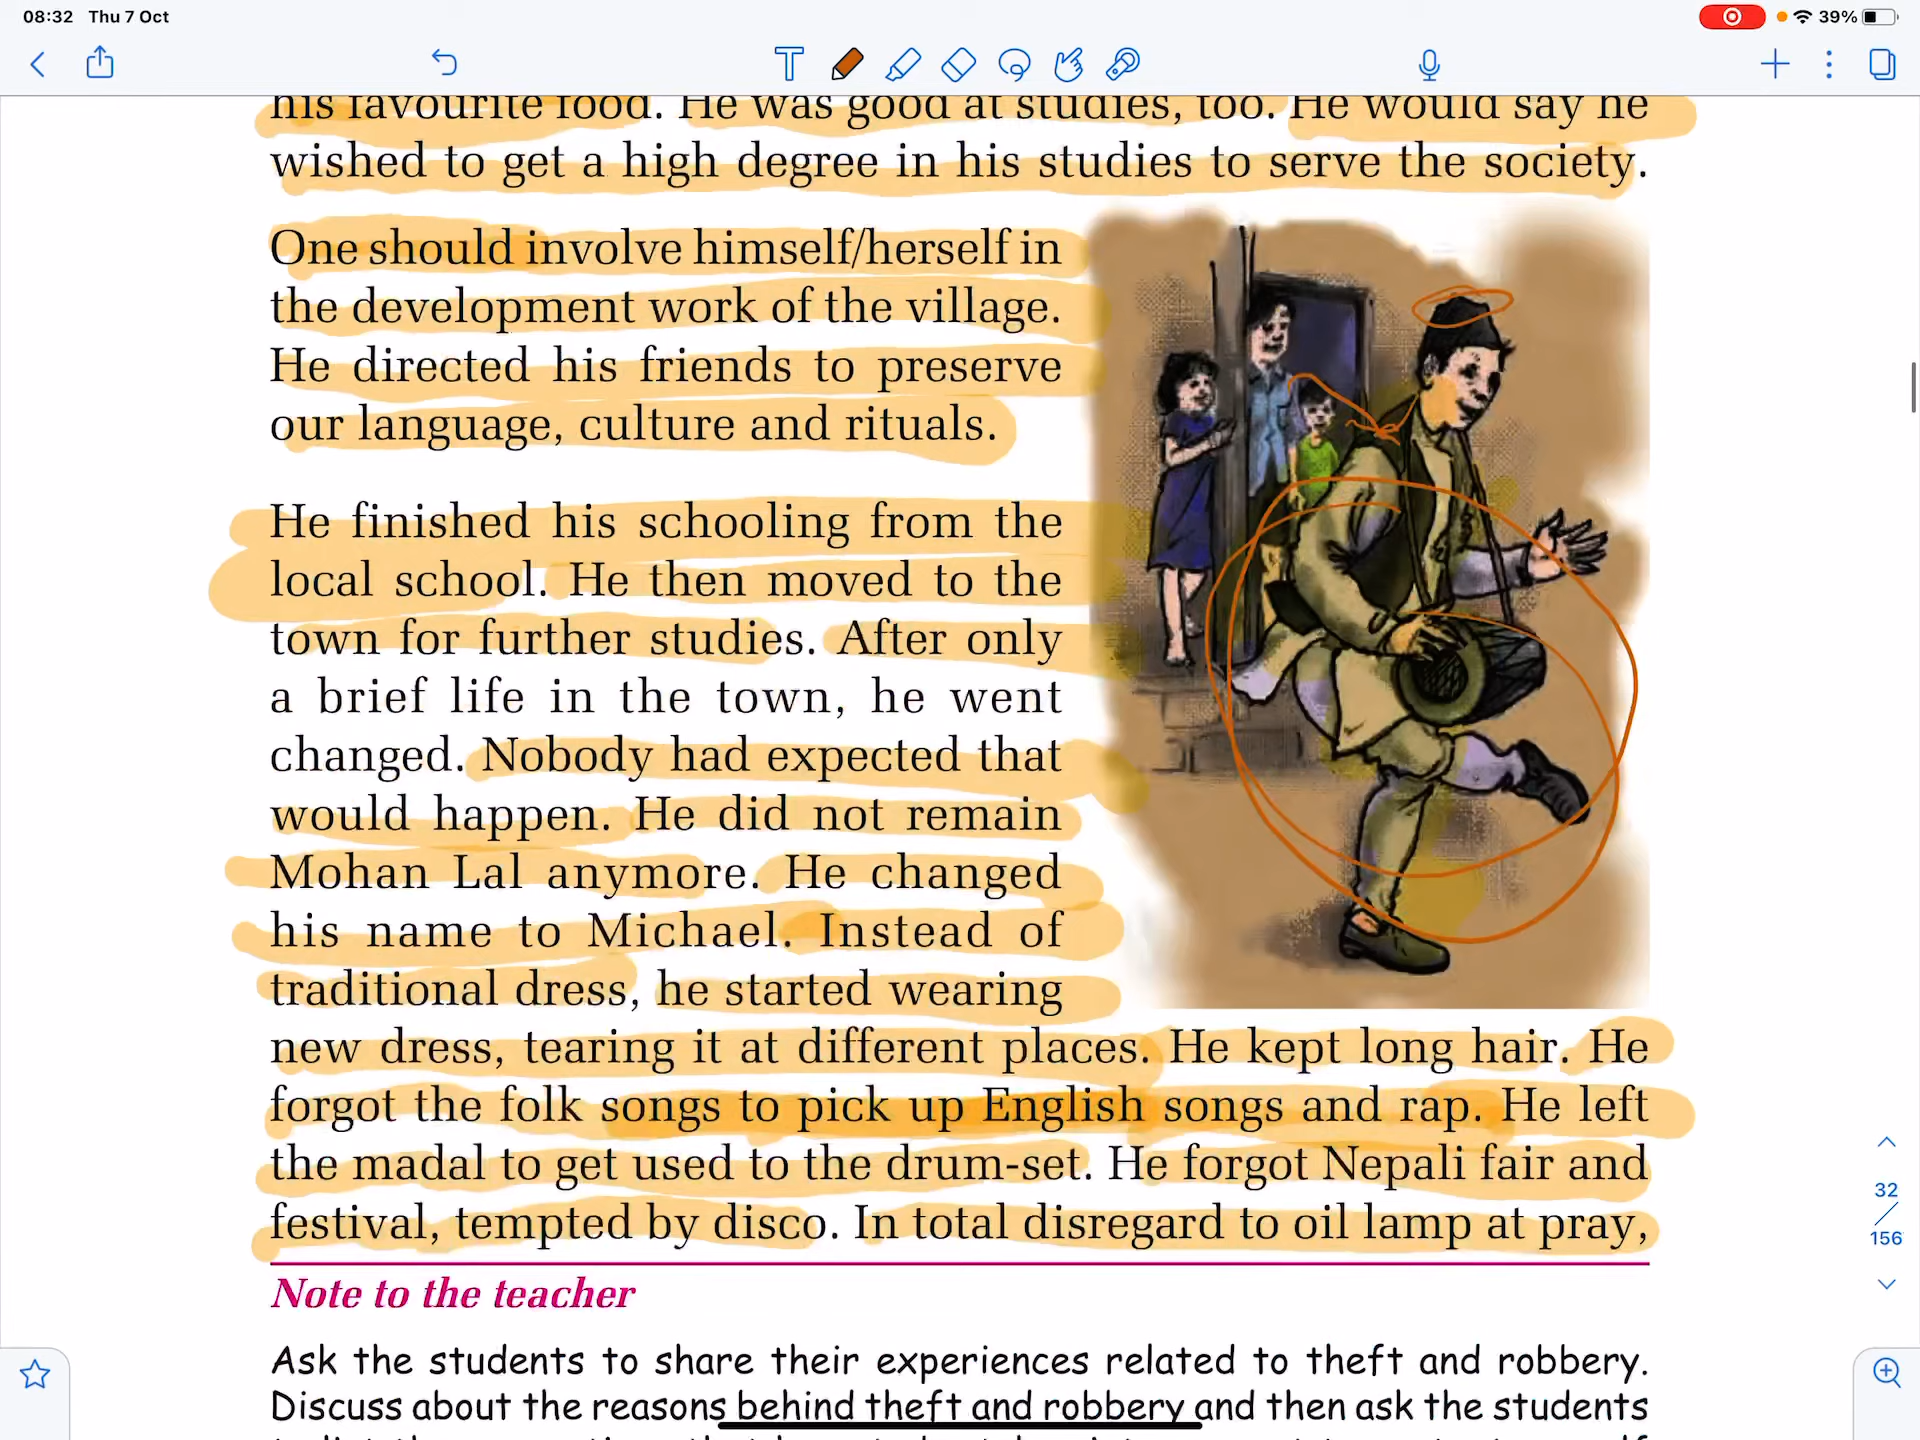 08:32 Thu 7 Oct
39%
his favourite food. He was good at studies, too. He would say he
wished to get a high degree in his studies to serve the society.
One should involve himself/herself in
the development work of the village.
He directed his friends to preserve
our language, culture and rituals.
He finished his schooling from the
local school. He then moved to the
town for further studies. After only
a brief life in the town, he went
changed. Nobody had expected that
would happen. He did not remain
Mohan Lal anymore. He changed
his name to Michael. Instead of
traditional dress, he started wearing
new dress, tearing it at different places. He kept long hair. He
forgot the folk songs to pick up English songs and rap. He left
the madal to get used to the drum-set. He forgot Nepali fair and
festival, tempted by disco. In total disregard to oil lamp at pray,
32
/
156
Note to the teacher
Ask the students to share their experiences related to theft and robbery.
Discuss about the reasons behind theft and robbery and then ask the students